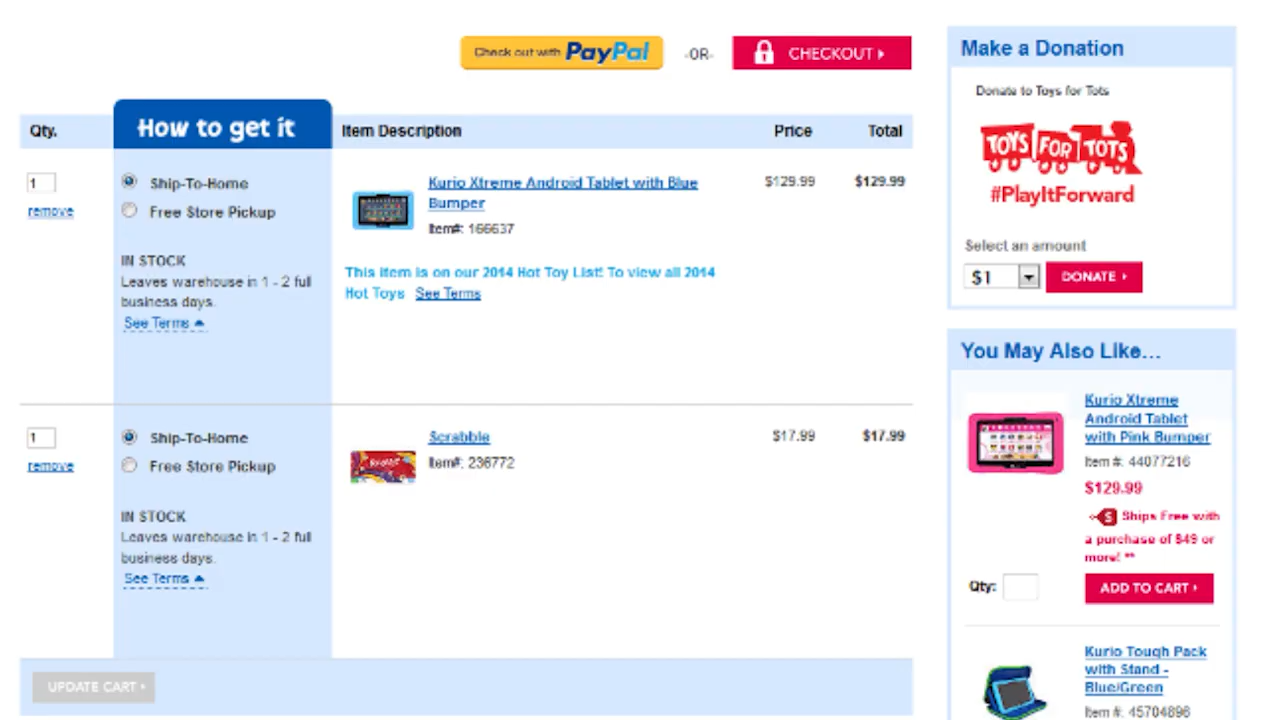 Check out with PayPal -OR- CHECKOUT
Qty. How to get it Item Description Price Total
1 Ship-To-Home Kurio Xtreme Android Tablet with Blue $129.99 $129.99
Bumper
remove Free Store Pickup
Item#: 166637
IN STOCK
This item is on our 2014 Hot Toy List! To view all 2014
Leaves warehouse in 1 - 2 full
Hot Toys See Terms
business days.
See Terms
1 Ship-To-Home Scrabble $17.99 $17.99
remove Free Store Pickup Item#: 236772
IN STOCK
Leaves warehouse in 1 - 2 full
business days.
See Terms
UPDATE CART
Make a Donation
Donate to Toys for Tots
TOYS FOR TOTS
#PlayItForward
Select an amount
$1 DONATE
You May Also Like...
Kurio Xtreme
Android Tablet
with Pink Bumper
Item #: 44077216
$129.99
$ Ships Free with
a purchase of $49 or
more! **
Qty: ADD TO CART
Kurio Tough Pack
with Stand -
Blue/Green
Item #: 45704896